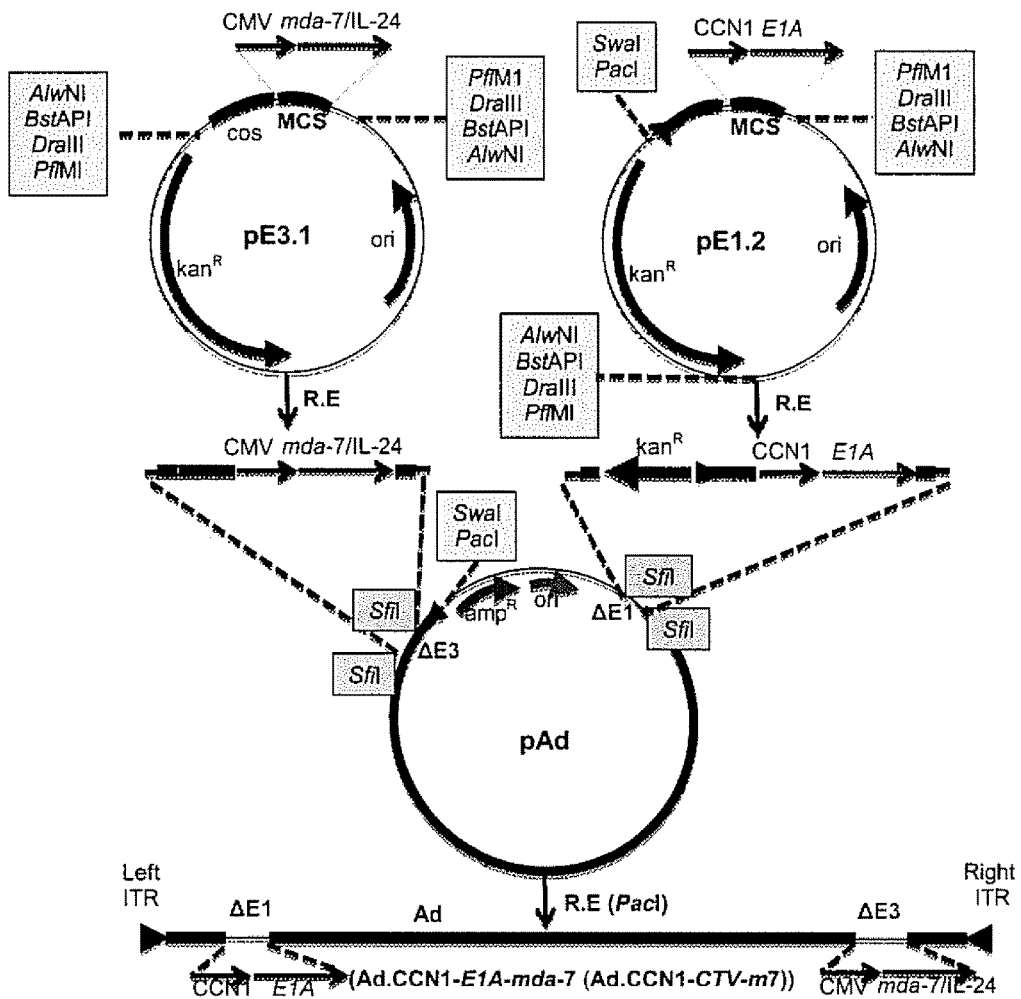 CMV mda-7/IL-24
AlwNI
BstAPI
DraIII
PflMI
cos
MCS
PflM1
DraIII
BstAPI
AlwNI
pE3.1
ori
kanR
R.E
CCN1 E1A
SwaI
PacI
MCS
PflM1
DraIII
BstAPI
AlwNI
pE1.2
ori
kanR
AlwNI
BstAPI
DraIII
PflMI
R.E
CMV mda-7/IL-24
kanR
CCN1 E1A
SwaI
PacI
SfiI
SfiI
ΔE3
ampR
ori
ΔE1
SfiI
SfiI
pAd
R.E (PacI)
Left
ITR
ΔE1
Ad
ΔE3
Right
ITR
CCN1 E1A
(Ad.CCN1-E1A-mda-7 (Ad.CCN1-CTV-m7))
CMV mda-7/IL-24